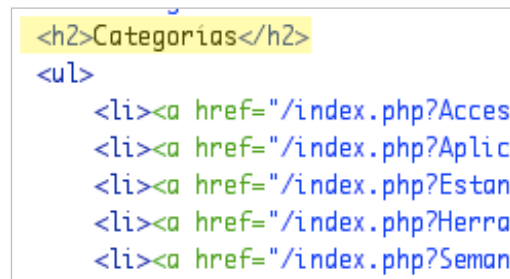 <h2>Categorías</h2>
<ul>
<li><a href="/index.php?Acces
<li><a href="/index.php?Aplic
<li><a href="/index.php?Estan
<li><a href="/index.php?Herra
<li><a href="/index.php?Seman